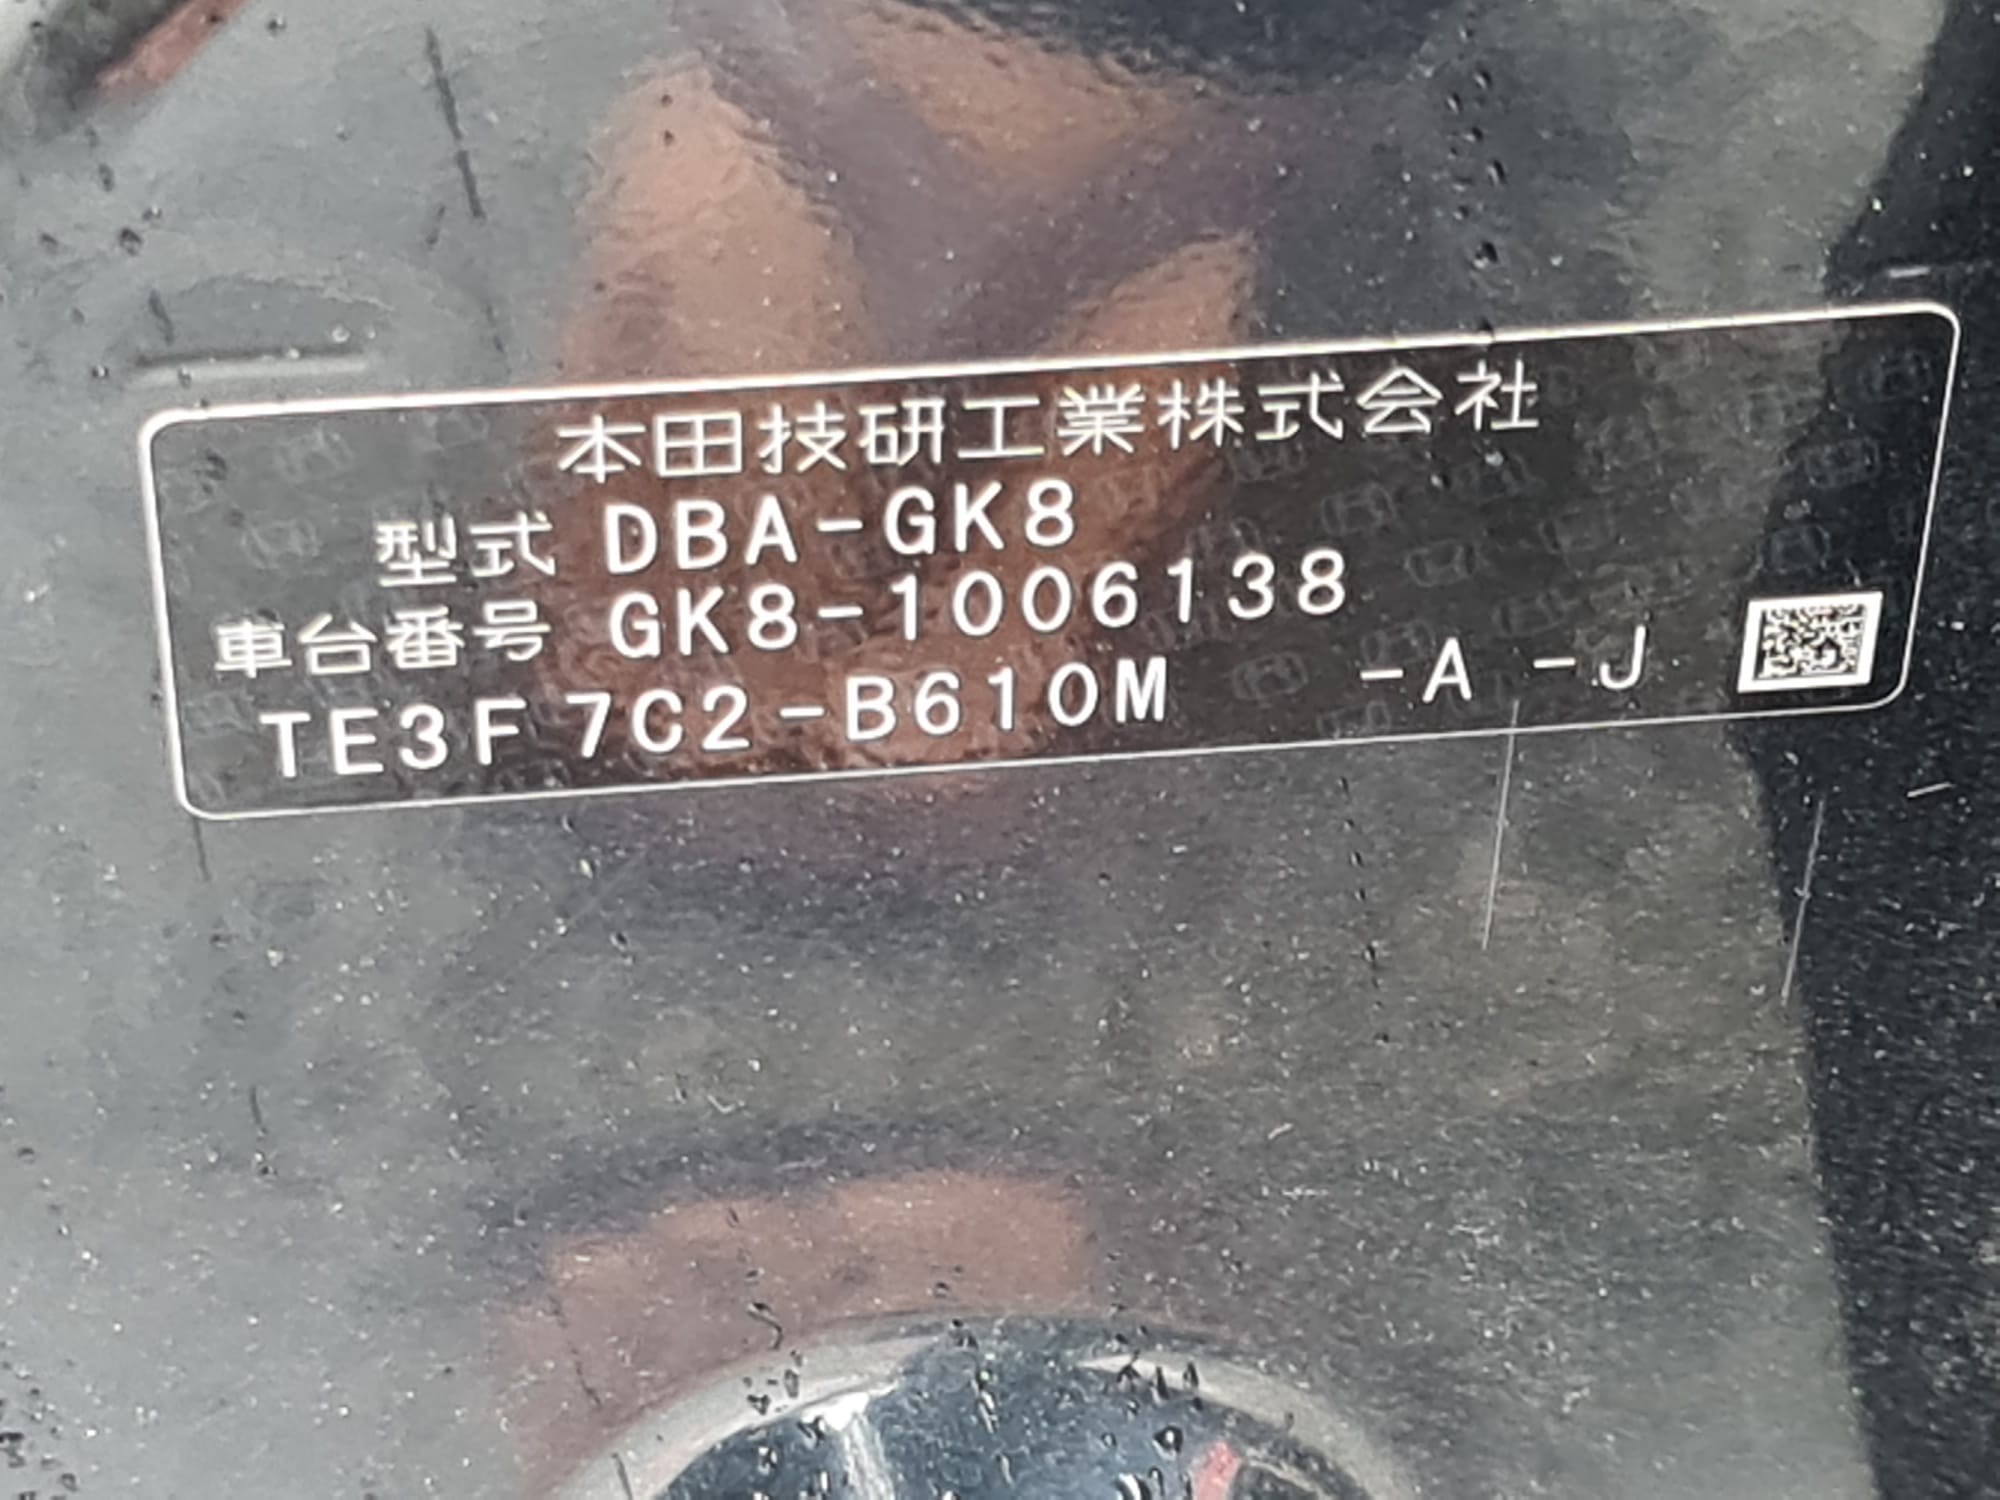 本田技研工業株式会社
型式 DBA-GK8
車台番号 GK8-1006138
TE3F 7C2-B610M -A -J